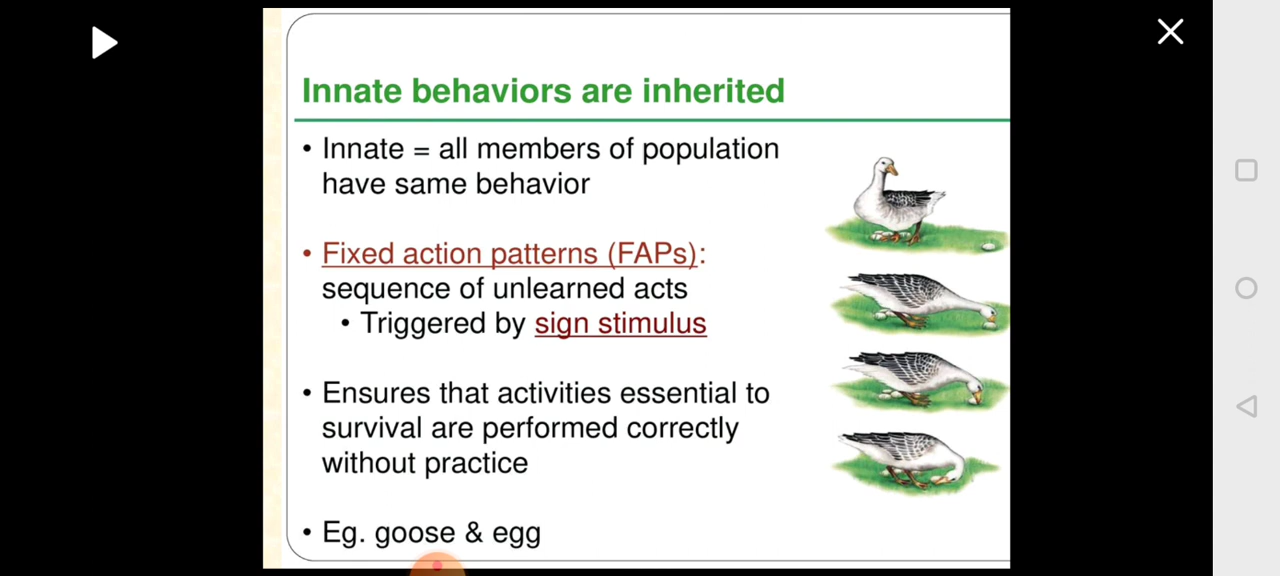 Innate behaviors are inherited
• Innate = all members of population
have same behavior
• Fixed action patterns (FAPs):
sequence of unlearned acts
• Triggered by sign stimulus
• Ensures that activities essential to
survival are performed correctly
without practice
• Eg. goose & egg